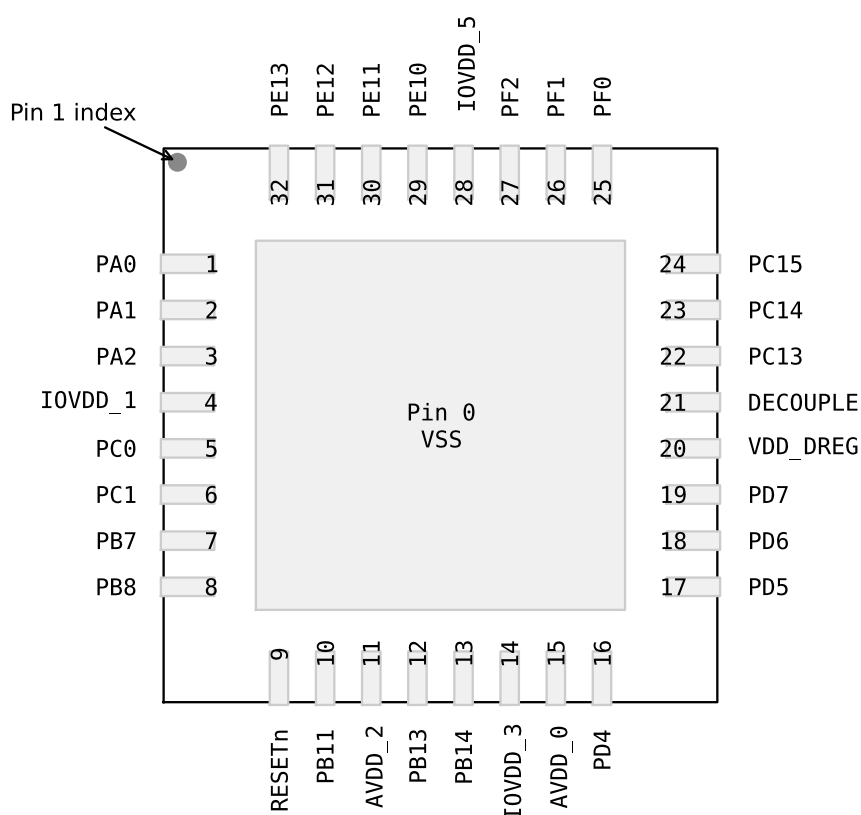 PE13 PE12 PE11 PE10 IOVDD_5 PF2 PF1 PF0
Pin 1 index
32 31 30 29 28 27 26 25
PA0 1 24 PC15
PA1 2 23 PC14
PA2 3 22 PC13
IOVDD_1 4 21 DECOUPLE
Pin 0
VSS
PC0 5 20 VDD_DREG
PC1 6 19 PD7
PB7 7 18 PD6
PB8 8 17 PD5
9 10 11 12 13 14 15 16
RESETn PB11 AVDD_2 PB13 PB14 IOVDD_3 AVDD_0 PD4